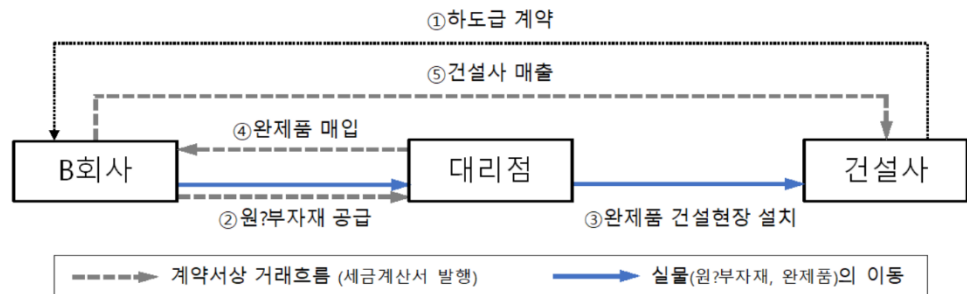 ①하도급 계약
⑤건설사 매출
④완제품 매입
B회사
대리점
건설사
②원?부자재 공급
③완제품 건설현장 설치
계약서상 거래흐름 (세금계산서 발행)
실물(원?부자재, 완제품)의 이동